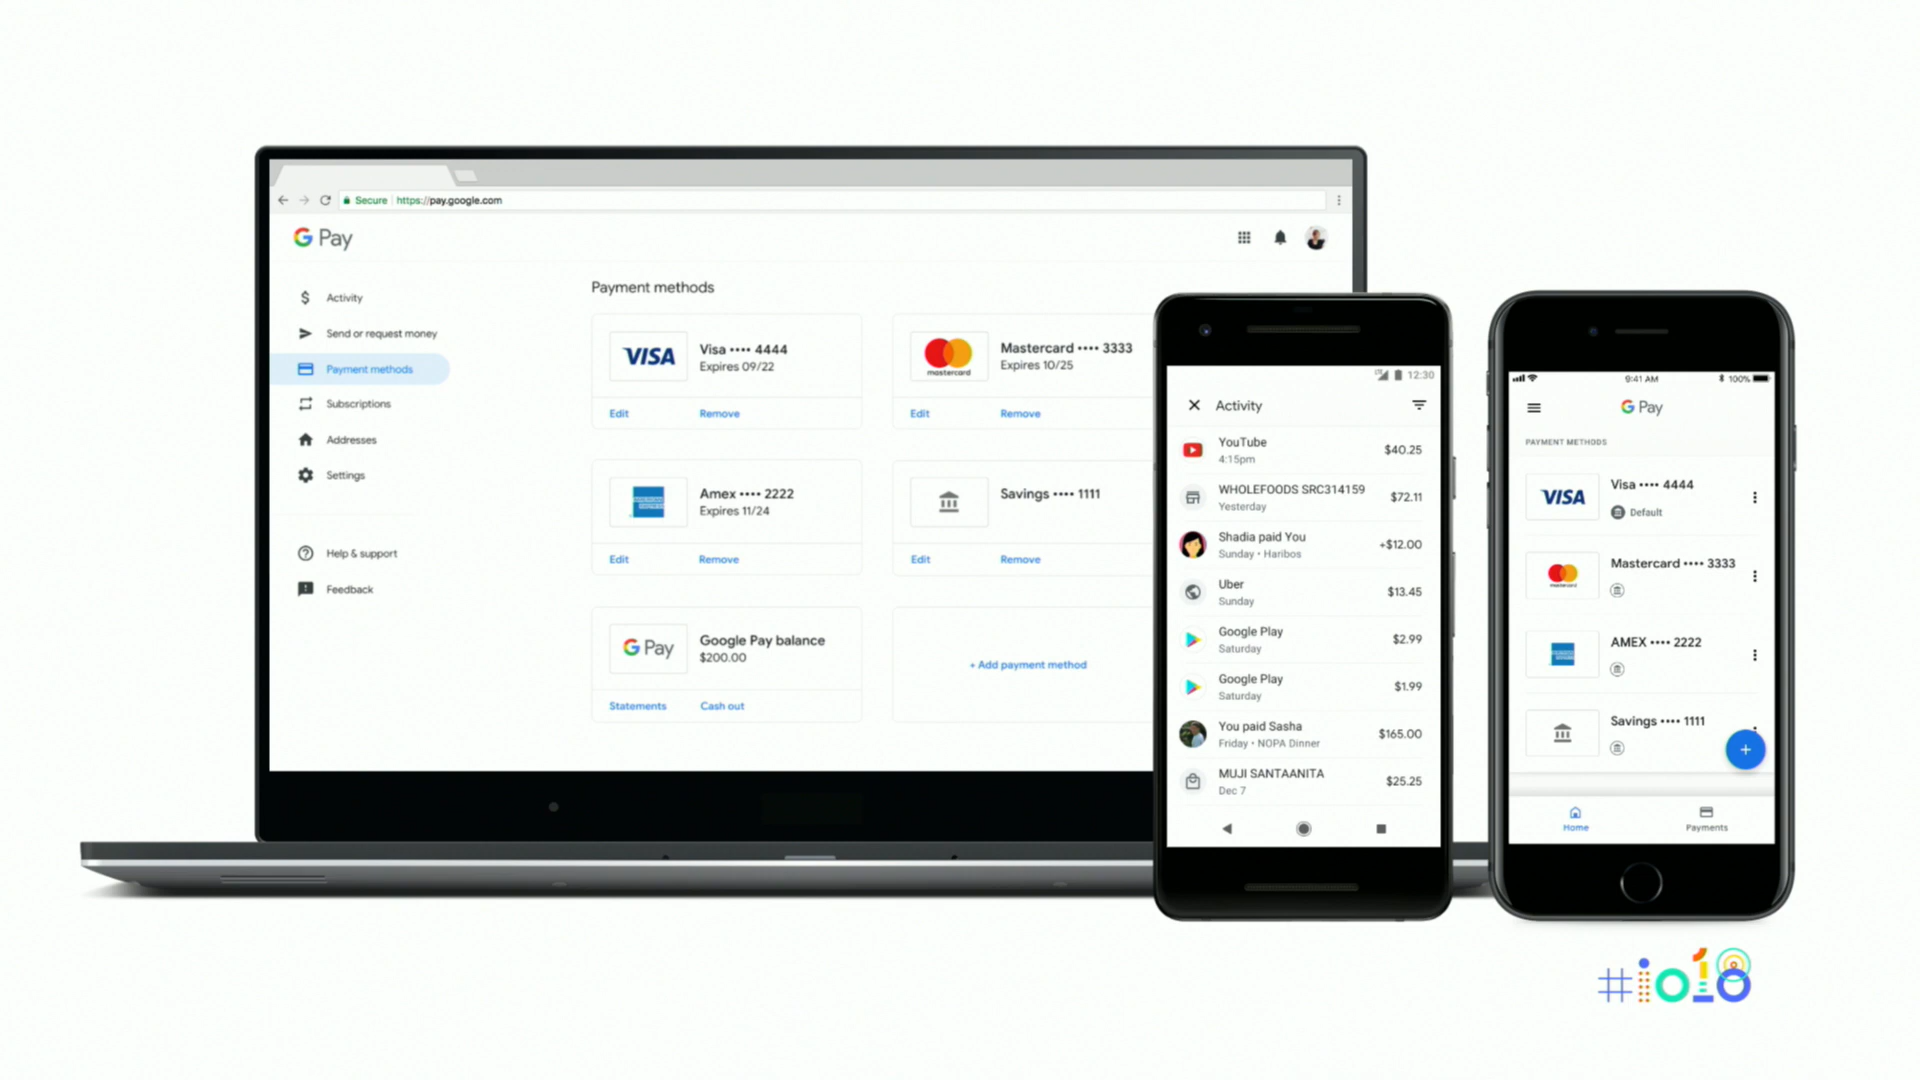 Secure https://pay.google.com
G Pay
Activity
Send or request money
Payment methods
Subscriptions
Addresses
Settings
Help & support
Feedback
Payment methods
VISA
Visa •••• 4444
Expires 09/22
Edit Remove
mastercard
Mastercard •••• 3333
Expires 10/25
Edit Remove
Amex •••• 2222
Expires 11/24
Edit Remove
Savings •••• 1111
Edit Remove
G Pay
Google Pay balance
$200.00
Statements Cash out
+ Add payment method
12:30
Activity
YouTube
4:15pm
$40.25
WHOLEFOODS SRC314159
Yesterday
$72.11
Shadia paid You
Sunday • Haribos
+$12.00
Uber
Sunday
$13.45
Google Play
Saturday
$2.99
Google Play
Saturday
$1.99
You paid Sasha
Friday • NOPA Dinner
$165.00
MUJI SANTAANITA
Dec 7
$25.25
9:41 AM
100%
G Pay
PAYMENT METHODS
VISA
Visa •••• 4444
Default
Mastercard •••• 3333
AMEX •••• 2222
Savings •••• 1111
+
Home Payments
#io18